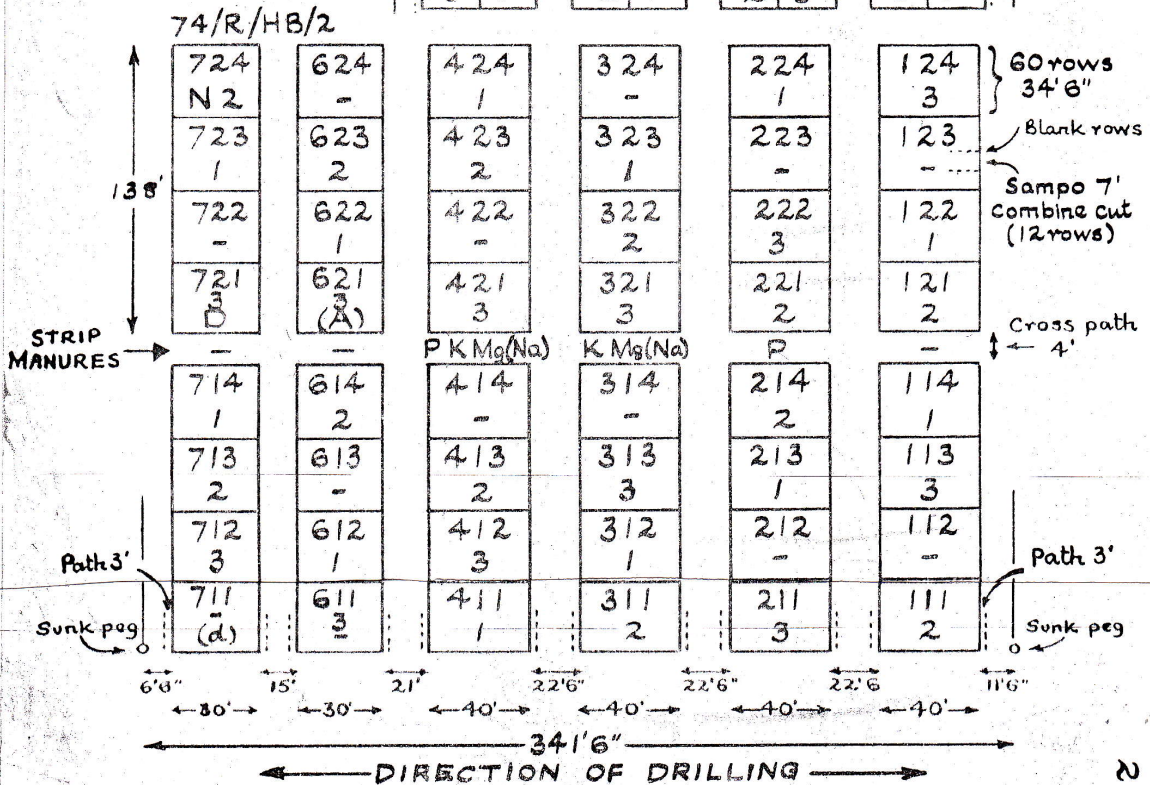 74/R/HB/2
724 624 424 324 224 124 60 rows
N2 - 1 - 1 3 34'6"
723 623 423 323 223 123 Blank rows
1 2 2 1 - -
138'
Sampo 7'
combine cut
(12 rows)
722 622 422 322 222 122
- 1 - 2 3 1
721 621 421 321 221 121
3 3 3 3 2 2
D (A)
Cross path
4'
STRIP
MANURES
- - P K Mg(Na) K Mg(Na) P -
714 614 414 314 214 114
1 2 - - 2 1
713 613 413 313 213 113
2 - 2 3 1 3
712 612 412 312 212 112
3 1 3 1 - -
Path 3' Path 3'
711 611 411 311 211 111
- 3 1 2 3 2
(d) -
Sunk peg Sunk peg
6'6" 15' 21' 22'6" 22'6" 22'6 11'6"
30' 30' 40' 40' 40' 40'
341'6"
DIRECTION OF DRILLING